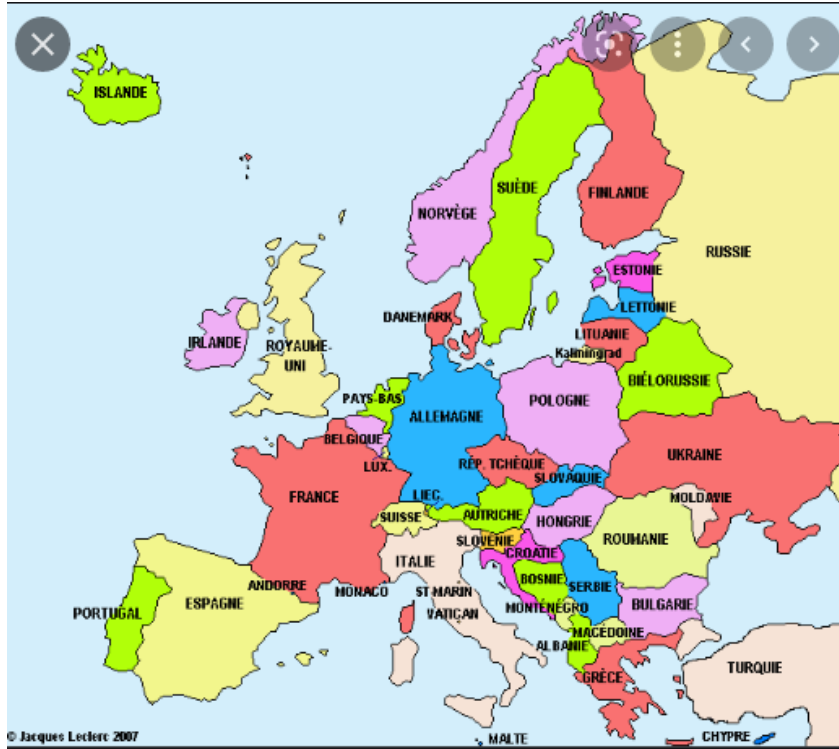 ISLANDE
SUÈDE
FINLANDE
NORVÈGE
RUSSIE
ESTONIE
LETTONIE
DANEMARK
LITUANIE
IRLANDE
ROYAUME-
UNI
Kaliningrad
BIÉLORUSSIE
PAYS-BAS
POLOGNE
ALLEMAGNE
BELGIQUE
UKRAINE
LUX.
RÉP. TCHÈQUE
SLOVAQUIE
FRANCE
LIEC.
MOLDAVIE
SUISSE
AUTRICHE
HONGRIE
SLOVÉNIE
ROUMANIE
CROATIE
ITALIE
BOSNIE
ANDORRE
MONACO
ST MARIN
SERBIE
ESPAGNE
BULGARIE
PORTUGAL
VATICAN
MONTÉNÉGRO
MACÉDOINE
ALBANIE
TURQUIE
GRÈCE
© Jacques Leclerc 2007
MALTE
CHYPRE